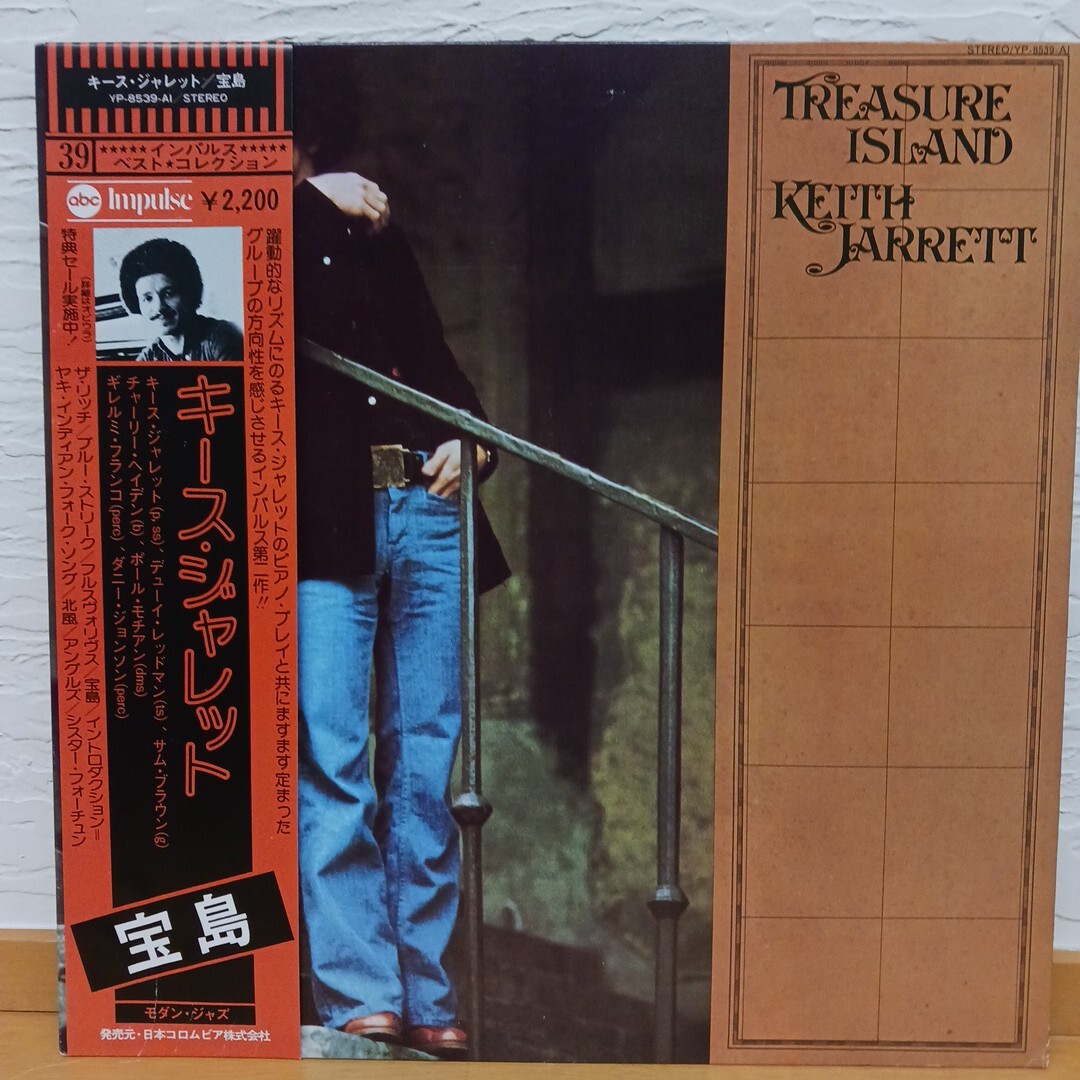 キース・ジャレット/宝島
YP-8539-AI/STEREO
39
★★★★★インパルス★★★★★
ベスト★コレクション
abc Impulse ¥2,200
躍動的なリズムにのるキース・ジャレットのピアノ・プレイと共にますます定まった
グループの方向性を感じさせるインパルス第二作!!
特典セール実施中!
(詳細はオビウラ)
キース・ジャレット
キース・ジャレット(p, ss)、デューイ・レッドマン(ts)、サム・ブラウン(g)
チャーリー・ヘイデン(b)、ポール・モチアン(dms)
ギレルミ・フランコ(perc)、ダニー・ジョンソン(perc)
ザ・リッチ/ブルー・ストリーク/フルスヴォリヴス/宝島/イントロダクション=
ヤキ・インディアン・フォーク・ソング/北風/アングルズ/シスター・フォーチュン
宝島
モダン・ジャズ
発売元・日本コロムビア株式会社
STEREO/YP-8539-AI
TREASURE
ISLAND
KEITH
JARRETT